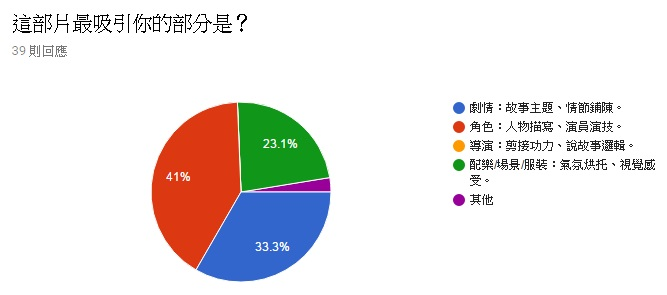 這部片最吸引你的部分是？
39 則回應
23.1%
41%
33.3%
劇情：故事主題、情節鋪陳。
角色：人物描寫、演員演技。
導演：剪接功力、說故事邏輯。
配樂/場景/服裝：氣氛烘托、視覺感
受。
其他